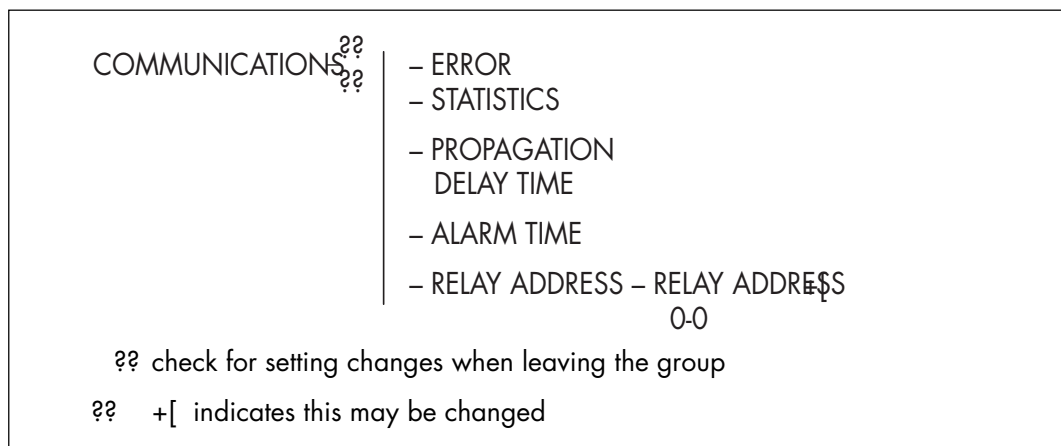 COMMUNICATIONS
??
??
– ERROR
– STATISTICS
– PROPAGATION
DELAY TIME
– ALARM TIME
– RELAY ADDRESS – RELAY ADDRESS +[
0-0
?? check for setting changes when leaving the group
?? +[ indicates this may be changed